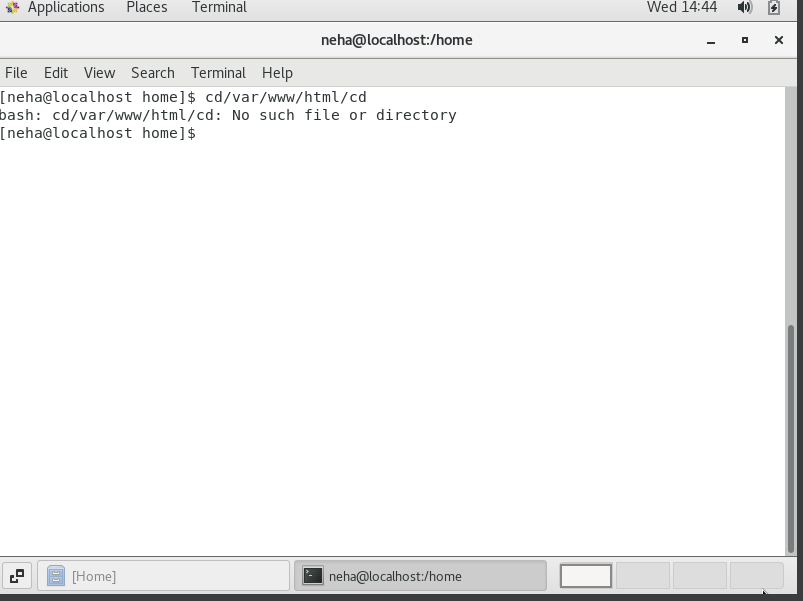 Applications Places Terminal Wed 14:44
neha@localhost:/home
File Edit View Search Terminal Help
[neha@localhost home]$ cd/var/www/html/cd
bash: cd/var/www/html/cd: No such file or directory
[neha@localhost home]$
[Home] neha@localhost:/home